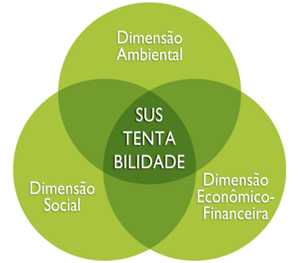 Dimensão
Ambiental
SUS
TENTA
BILIDADE
Dimensão
Social
Dimensão
Econômico-
Financeira